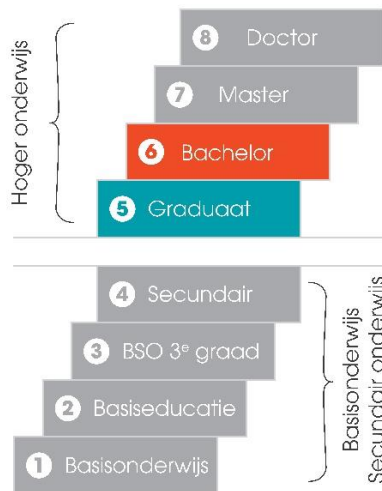 Hoger onderwijs
8 Doctor
7 Master
6 Bachelor
5 Graduaat
4 Secundair
3 BSO 3e graad
2 Basiseducatie
1 Basisonderwijs
Basisonderwijs
Secundair onderwijs